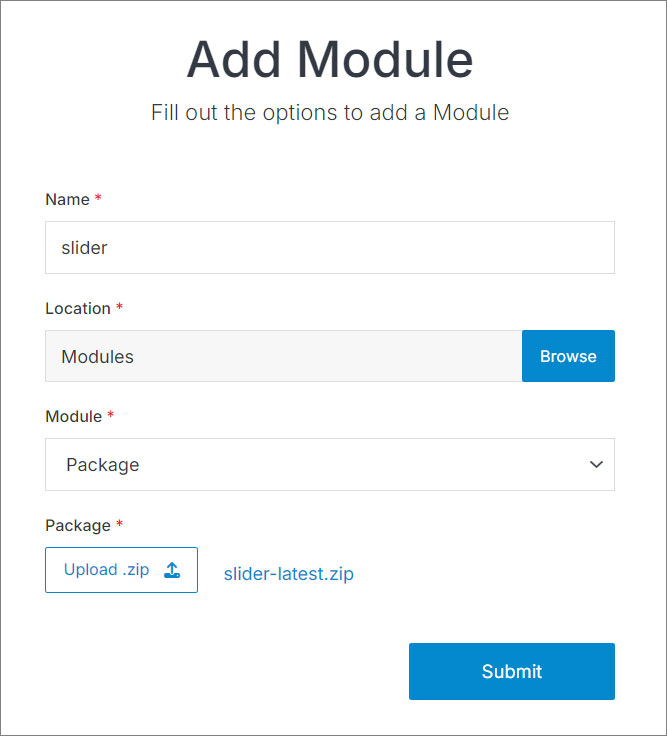 Add Module
Fill out the options to add a Module
Name *
slider
Location *
Modules
Browse
Module *
Package
Package *
Upload .zip
slider-latest.zip
Submit